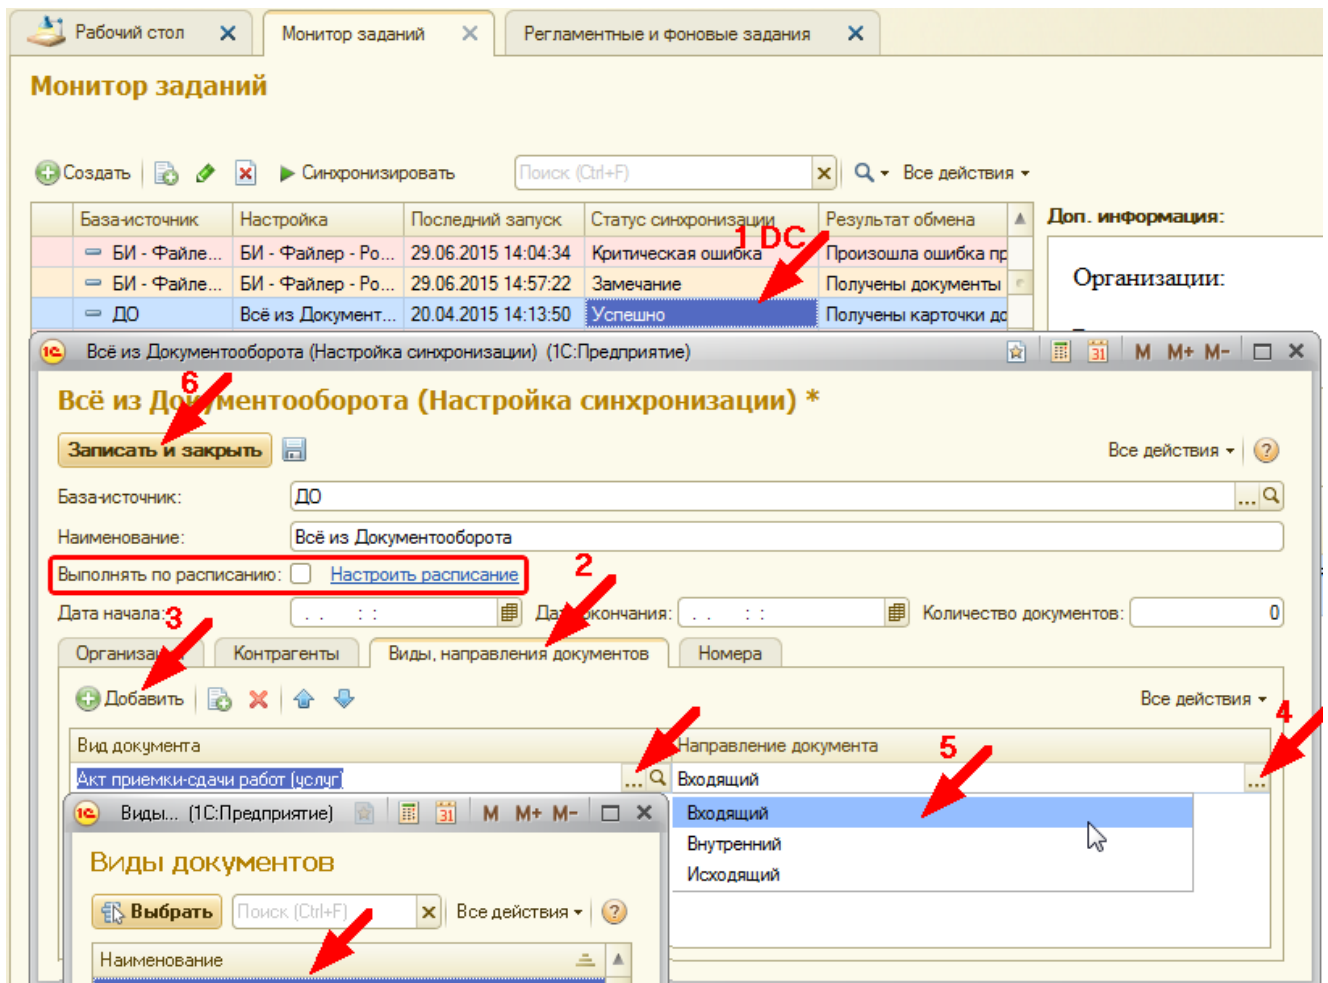 Рабочий стол
Монитор заданий
Регламентные и фоновые задания
Монитор заданий
Создать Синхронизировать Поиск (Ctrl+F) Все действия
База-источник Настройка Последний запуск Статус синхронизации Результат обмена Доп. информация:
1 DC
БИ - Файле... БИ - Файлер - Ро... 29.06.2015 14:04:34 Критическая ошибка Произошла ошибка пр
БИ - Файле... БИ - Файлер - Ро... 29.06.2015 14:57:22 Замечание Получены документы
Организации:
ДО Всё из Документ... 20.04.2015 14:13:50 Успешно Получены карточки до
Всё из Документооборота (Настройка синхронизации) (1С:Предприятие) 31 M M+ M-
6
Всё из Документооборота (Настройка синхронизации) *
Записать и закрыть Все действия ?
База-источник: ДО ...
Наименование: Всё из Документооборота
Выполнять по расписанию: Настроить расписание
2
Дата начала: . . : : Дата окончания: . . : : Количество документов: 0
3
Организации Контрагенты Виды, направления документов Номера
Добавить Все действия
4
Вид документа Направление документа
5
Акт приемки-сдачи работ (услуг) ... Входящий ...
Виды... (1С:Предприятие) 31 M M+ M-
Входящий
Внутренний
Исходящий
Виды документов
Выбрать Поиск (Ctrl+F) Все действия ?
Наименование